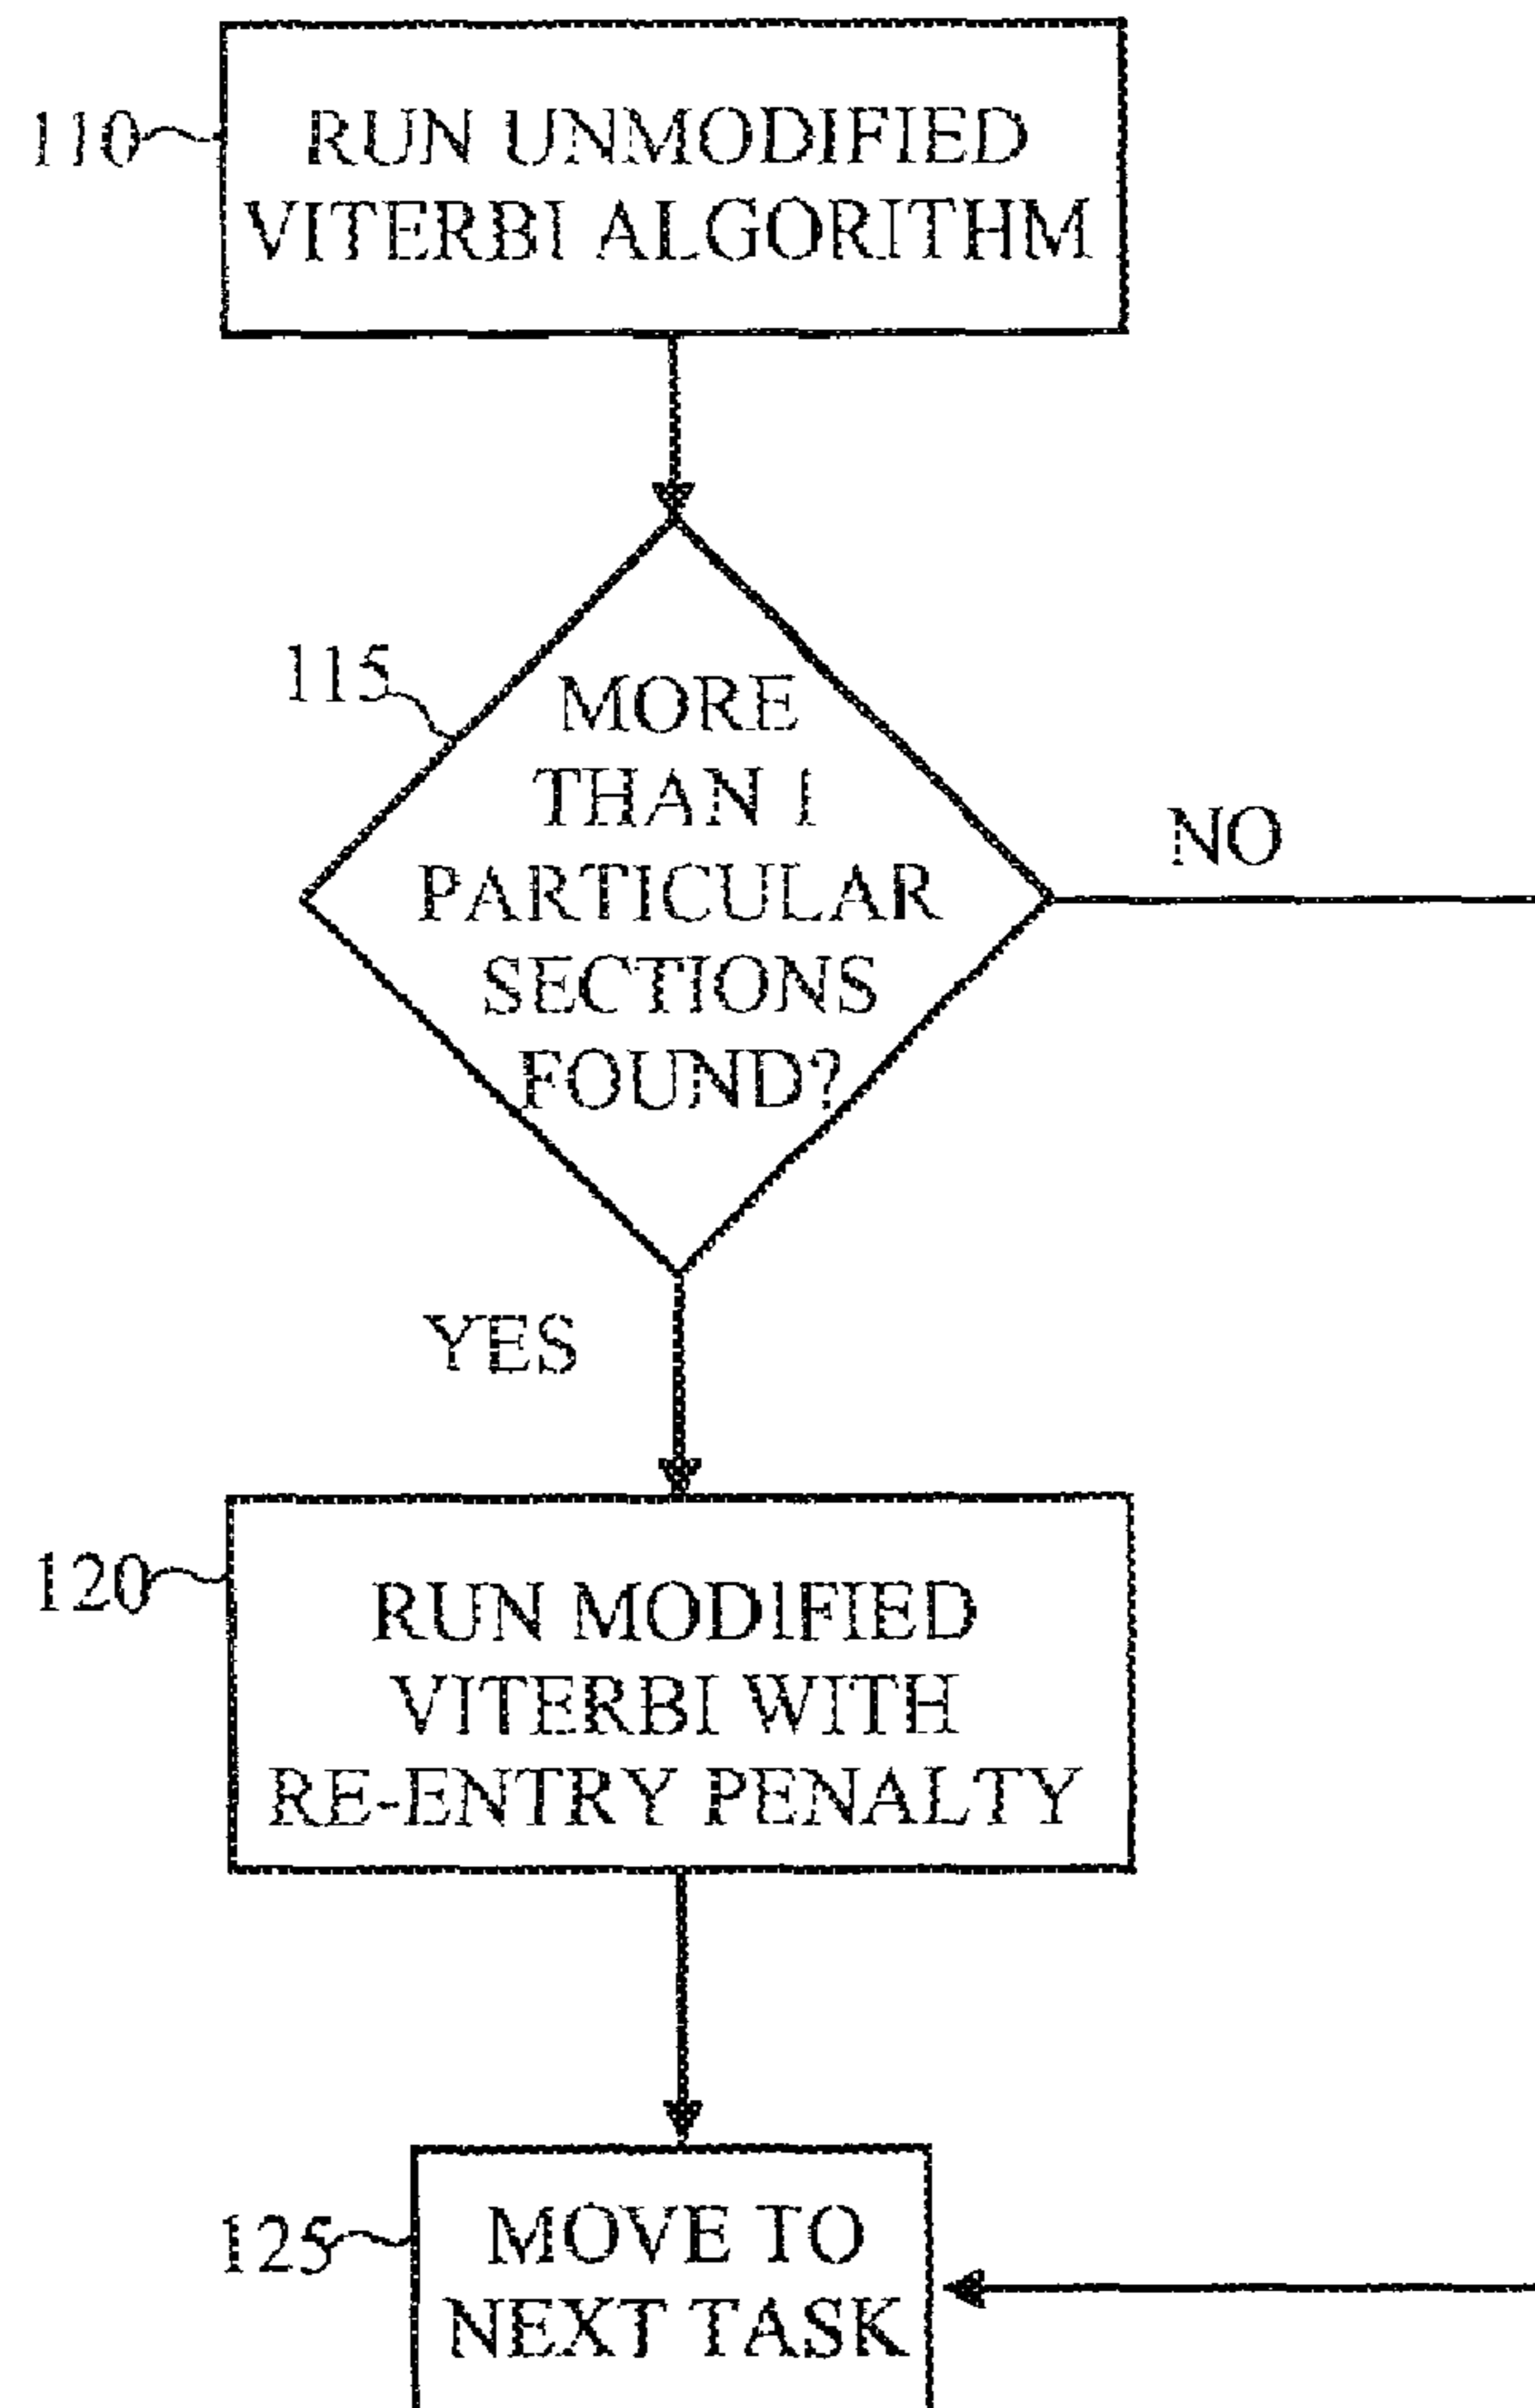 110
RUN UNMODIFIED
VITERBI ALGORITHM
115
MORE
THAN 1
PARTICULAR
SECTIONS
FOUND?
NO
YES
120
RUN MODIFIED
VITERBI WITH
RE-ENTRY PENALTY
125
MOVE TO
NEXT TASK